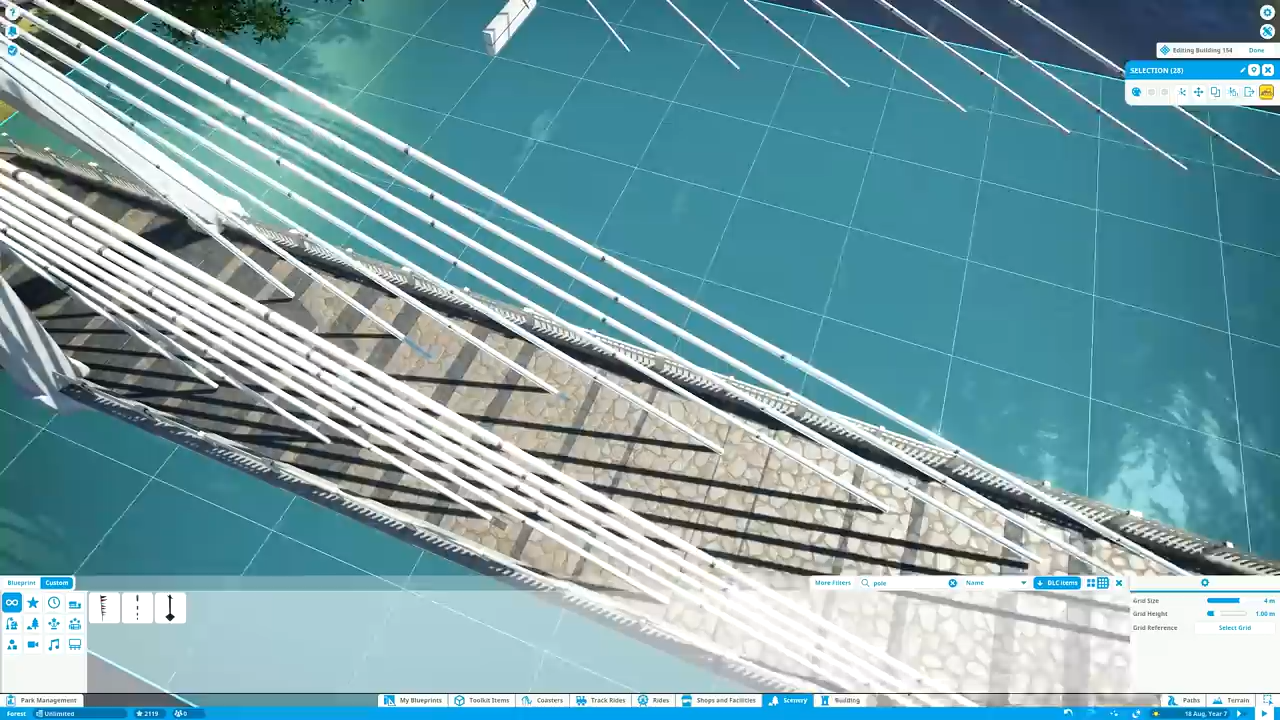 Editing Building 154 Done
SELECTION (28)
Blueprint Custom
More Filters pole Name DLC Items
Grid Size 4 m
Grid Height 1.00 m
Grid Reference Select Grid
Park Management My Blueprints Toolkit Items Coasters Track Rides Rides Shops and Facilities Scenery Building Paths Terrain
Forest Unlimited 2119 0 18 Aug, Year 7